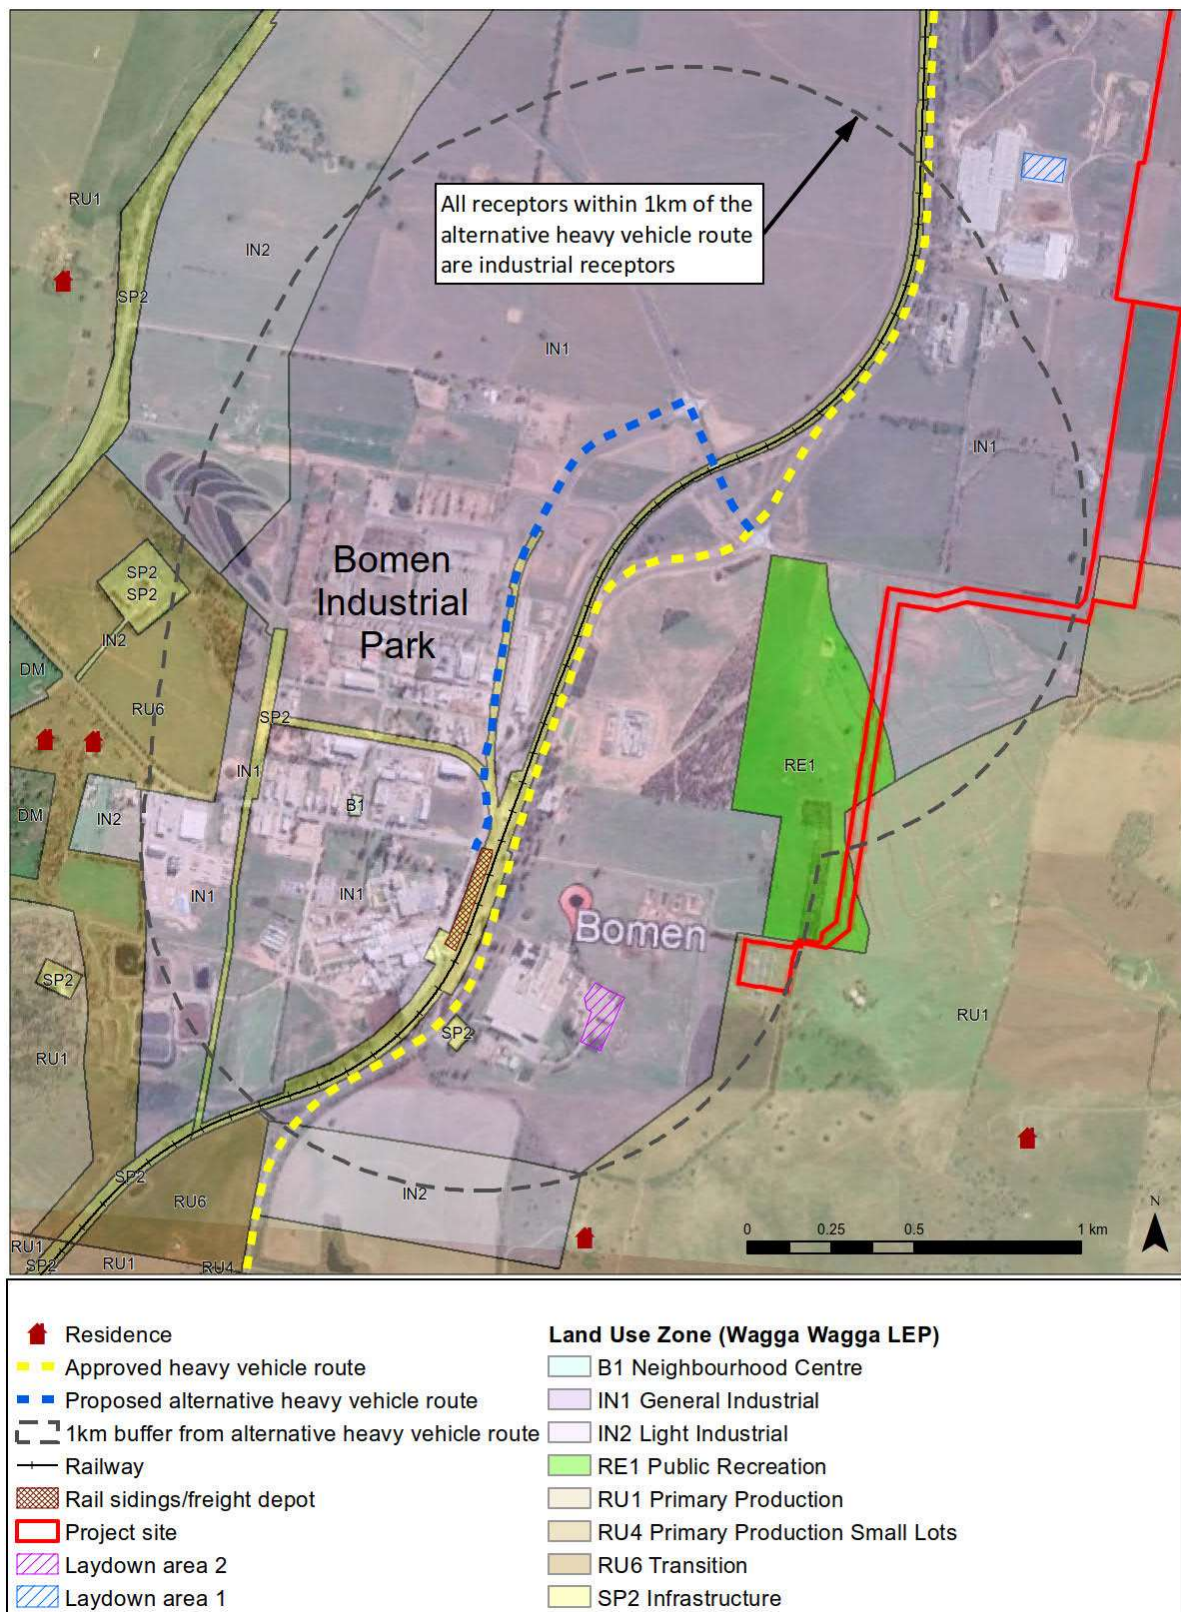 RU1
IN2
SP2
All receptors within 1km of the
alternative heavy vehicle route
are industrial receptors
IN1
IN1
Bomen
Industrial
Park
SP2
SP2
IN2
DM
RU6
SP2
IN1
RE1
DM
IN2
B1
IN1
IN1
Bomen
SP2
SP2
RU1
RU1
SP2
RU6
IN2
RU1
SP2
RU1
RU4
N
0 0.25 0.5 1 km
Residence
Approved heavy vehicle route
Proposed alternative heavy vehicle route
1km buffer from alternative heavy vehicle route
Railway
Rail sidings/freight depot
Project site
Laydown area 2
Laydown area 1
Land Use Zone (Wagga Wagga LEP)
B1 Neighbourhood Centre
IN1 General Industrial
IN2 Light Industrial
RE1 Public Recreation
RU1 Primary Production
RU4 Primary Production Small Lots
RU6 Transition
SP2 Infrastructure